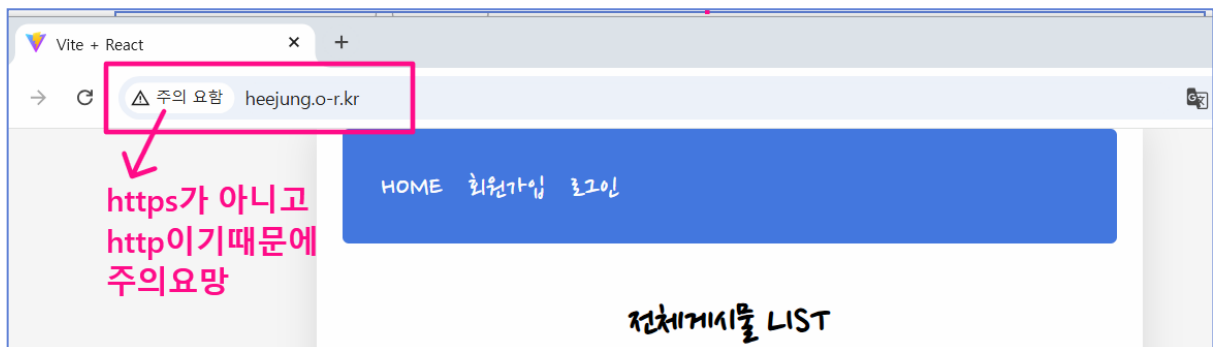 Vite + React
주의 요함 heejung.o-r.kr
https가 아니고
http이기때문에
주의요망
HOME 회원가입 로그인
전체게시물 LIST